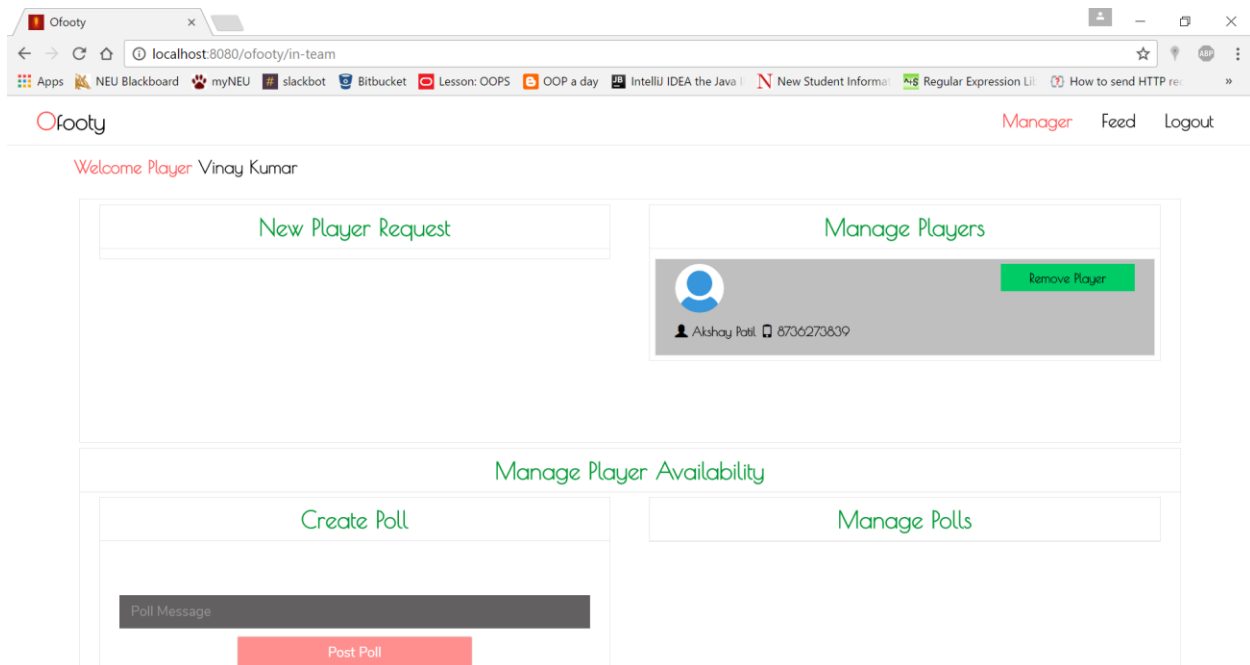 Ofooty
localhost:8080/ofooty/in-team
ABP
Apps NEU Blackboard myNEU # slackbot Bitbucket Lesson: OOPS OOP a day IntelliJ IDEA the Java New Student Informa Regular Expression Li How to send HTTP re »
Ofooty Manager Feed Logout
Welcome Player Vinay Kumar
New Player Request
Manage Players
Remove Player
Akshay Patil 8736273839
Manage Player Availability
Create Poll
Manage Polls
Poll Message
Post Poll